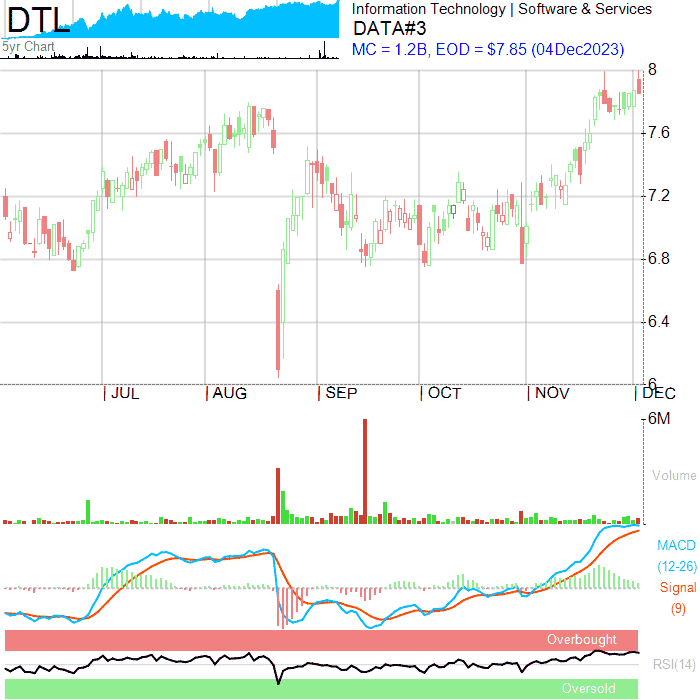 DTL
5yr Chart
Information Technology | Software & Services
DATA#3
MC = 1.2B, EOD = $7.85 (04Dec2023)
8
7.6
7.2
6.8
6.4
6
JUL AUG SEP OCT NOV DEC
6M
Volume
MACD
(12-26)
Signal
(9)
Overbought
RSI(14)
Oversold